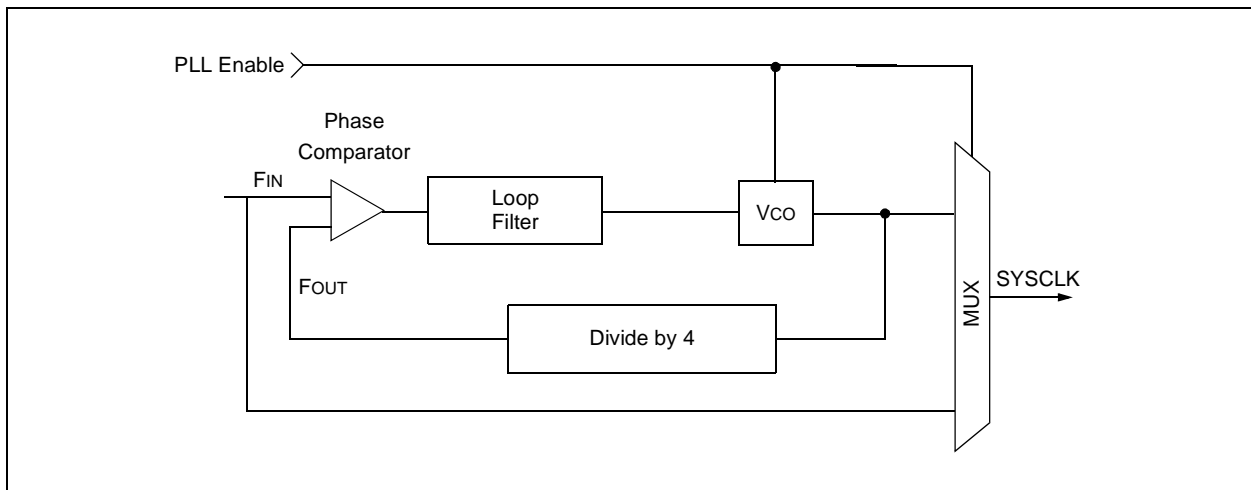 PLL Enable
Phase
Comparator
FIN
Loop
Filter
VCO
FOUT
Divide by 4
MUX
SYSCLK